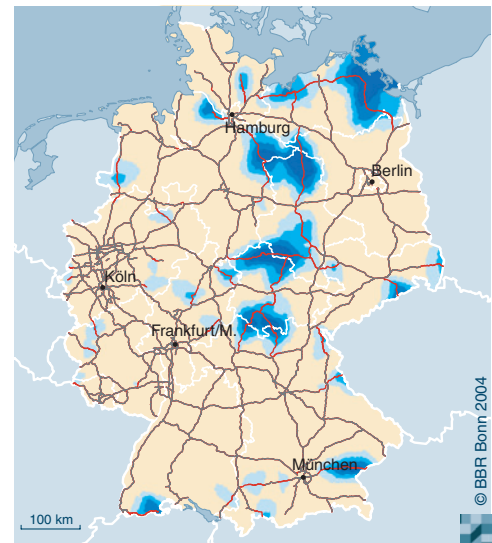 Hamburg
Berlin
Köln
Frankfurt/M.
München
100 km
© BBR Bonn 2004